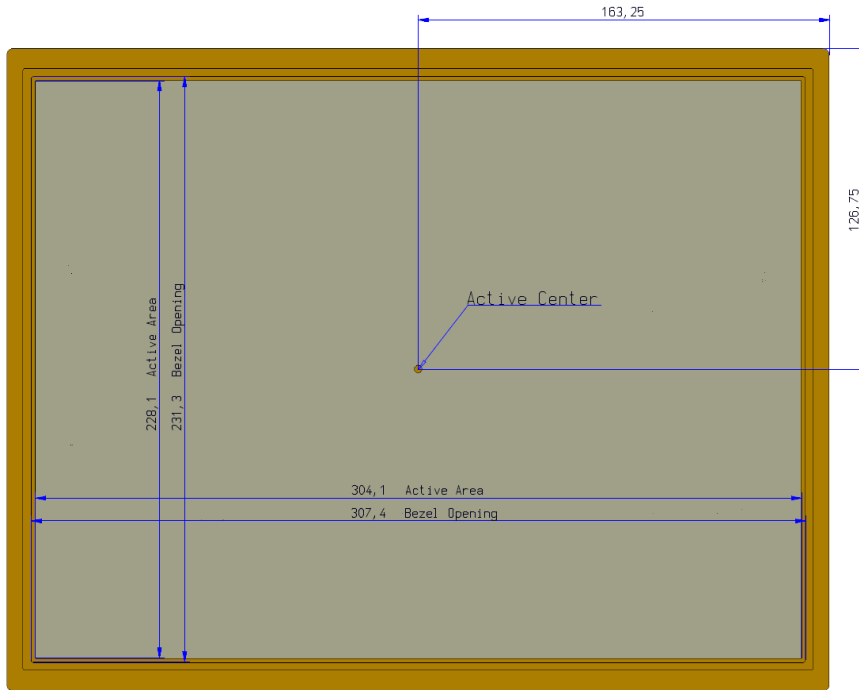 163,25
126,75
Active Center
228,1 Active Area
231,3 Bezel Opening
304,1 Active Area
307,4 Bezel Opening